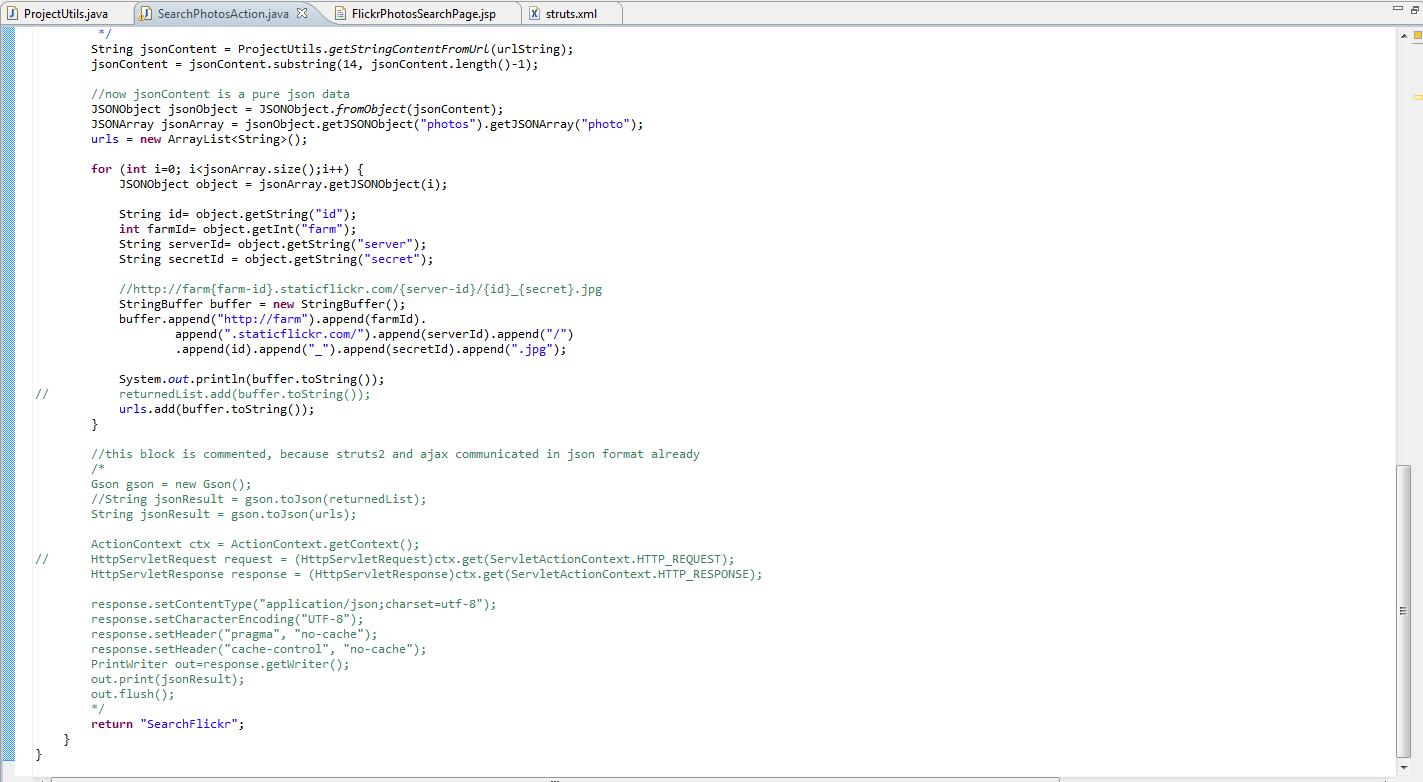 ProjectUtils.java SearchPhotosAction.java FlickrPhotosSearchPage.jsp struts.xml
*/
String jsonContent = ProjectUtils.getStringContentFromUrl(urlString);
jsonContent = jsonContent.substring(14, jsonContent.length()-1);
//now jsonContent is a pure json data
JSONObject jsonObject = JSONObject.fromObject(jsonContent);
JSONArray jsonArray = jsonObject.getJSONObject("photos").getJSONArray("photo");
urls = new ArrayList<String>();
for (int i=0; i<jsonArray.size();i++) {
JSONObject object = jsonArray.getJSONObject(i);
String id= object.getString("id");
int farmId= object.getInt("farm");
String serverId= object.getString("server");
String secretId = object.getString("secret");
//http://farm{farm-id}.staticflickr.com/{server-id}/{id}_{secret}.jpg
StringBuffer buffer = new StringBuffer();
buffer.append("http://farm").append(farmId).
append(".staticflickr.com/").append(serverId).append("/")
.append(id).append("_").append(secretId).append(".jpg");
System.out.println(buffer.toString());
// returnedList.add(buffer.toString());
urls.add(buffer.toString());
}
//this block is commented, because struts2 and ajax communicated in json format already
/*
Gson gson = new Gson();
//String jsonResult = gson.toJson(returnedList);
String jsonResult = gson.toJson(urls);
ActionContext ctx = ActionContext.getContext();
// HttpServletRequest request = (HttpServletRequest)ctx.get(ServletActionContext.HTTP_REQUEST);
HttpServletResponse response = (HttpServletResponse)ctx.get(ServletActionContext.HTTP_RESPONSE);
response.setContentType("application/json;charset=utf-8");
response.setCharacterEncoding("UTF-8");
response.setHeader("pragma", "no-cache");
response.setHeader("cache-control", "no-cache");
PrintWriter out=response.getWriter();
out.print(jsonResult);
out.flush();
*/
return "SearchFlickr";
}
}